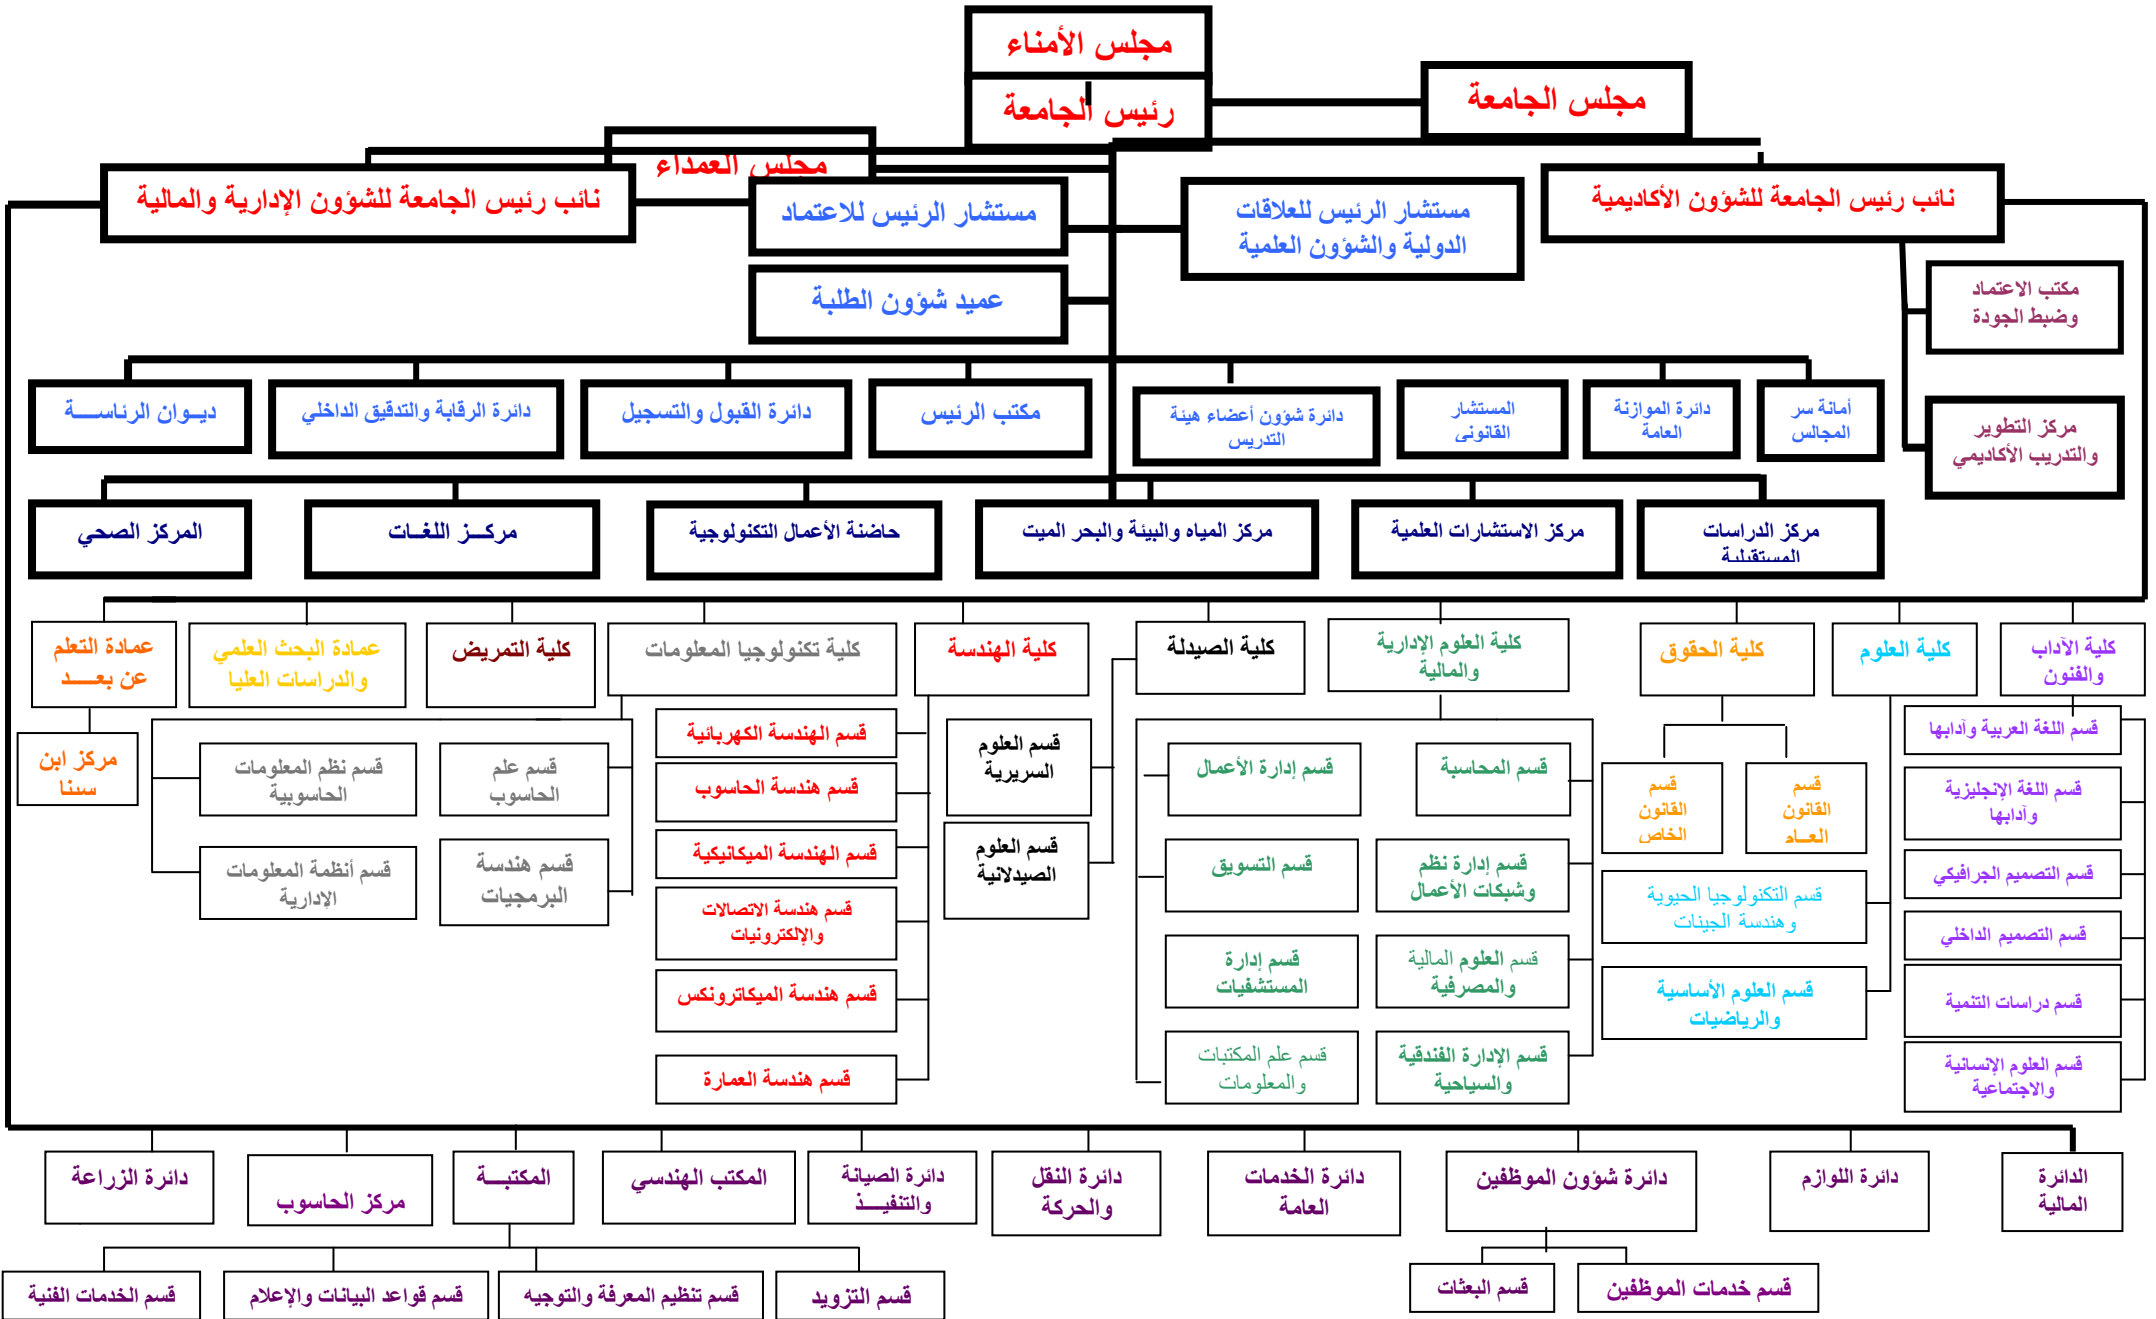 مجلس الأمناء
رئيس الجامعة
مجلس الجامعة
مجلس العمداء
نائب رئيس الجامعة للشؤون الأكاديمية
نائب رئيس الجامعة للشؤون الإدارية والمالية
مستشار الرئيس للعلاقات
الدولية والشؤون العلمية
مستشار الرئيس للاعتماد
عميد شؤون الطلبة
مكتب الاعتماد
وضبط الجودة
مركز التطوير
والتدريب الأكاديمي
أمانة سر
المجالس
دائرة الموازنة
العامة
المستشار
القانوني
دائرة شؤون أعضاء هيئة
التدريس
مكتب الرئيس
دائرة القبول والتسجيل
دائرة الرقابة والتدقيق الداخلي
ديــوان الرئاســــة
مركز الدراسات
المستقبلية
مركز الاستشارات العلمية
مركز المياه والبيئة والبحر الميت
حاضنة الأعمال التكنولوجية
مركـــز اللغــات
المركز الصحي
كلية الآداب
والفنون
كلية العلوم
كلية الحقوق
كلية العلوم الإدارية
والمالية
كلية الصيدلة
كلية الهندسة
كلية تكنولوجيا المعلومات
كلية التمريض
عمادة البحث العلمي
والدراسات العليا
عمادة التعلم
عن بعـــد
قسم اللغة العربية وآدابها
قسم اللغة الإنجليزية
وآدابها
قسم التصميم الجرافيكي
قسم التصميم الداخلي
قسم دراسات التنمية
قسم العلوم الإنسانية
والاجتماعية
قسم
القانون
العــام
قسم
القانون
الخاص
قسم التكنولوجيا الحيوية
وهندسة الجينات
قسم العلوم الأساسية
والرياضيات
قسم المحاسبة
قسم إدارة الأعمال
قسم إدارة نظم
وشبكات الأعمال
قسم التسويق
قسم العلوم المالية
والمصرفية
قسم إدارة
المستشفيات
قسم الإدارة الفندقية
والسياحية
قسم علم المكتبات
والمعلومات
قسم العلوم
السريرية
قسم العلوم
الصيدلانية
قسم الهندسة الكهربائية
قسم هندسة الحاسوب
قسم الهندسة الميكانيكية
قسم هندسة الاتصالات
والإلكترونيات
قسم هندسة الميكاترونكس
قسم هندسة العمارة
قسم علم
الحاسوب
قسم نظم المعلومات
الحاسوبية
قسم هندسة
البرمجيات
قسم أنظمة المعلومات
الإدارية
مركز ابن
سينا
الدائرة
المالية
دائرة اللوازم
دائرة شؤون الموظفين
دائرة الخدمات
العامة
دائرة النقل
والحركة
دائرة الصيانة
والتنفيــــذ
المكتب الهندسي
المكتبـــة
مركز الحاسوب
دائرة الزراعة
قسم خدمات الموظفين
قسم البعثات
قسم التزويد
قسم تنظيم المعرفة والتوجيه
قسم قواعد البيانات والإعلام
قسم الخدمات الفنية